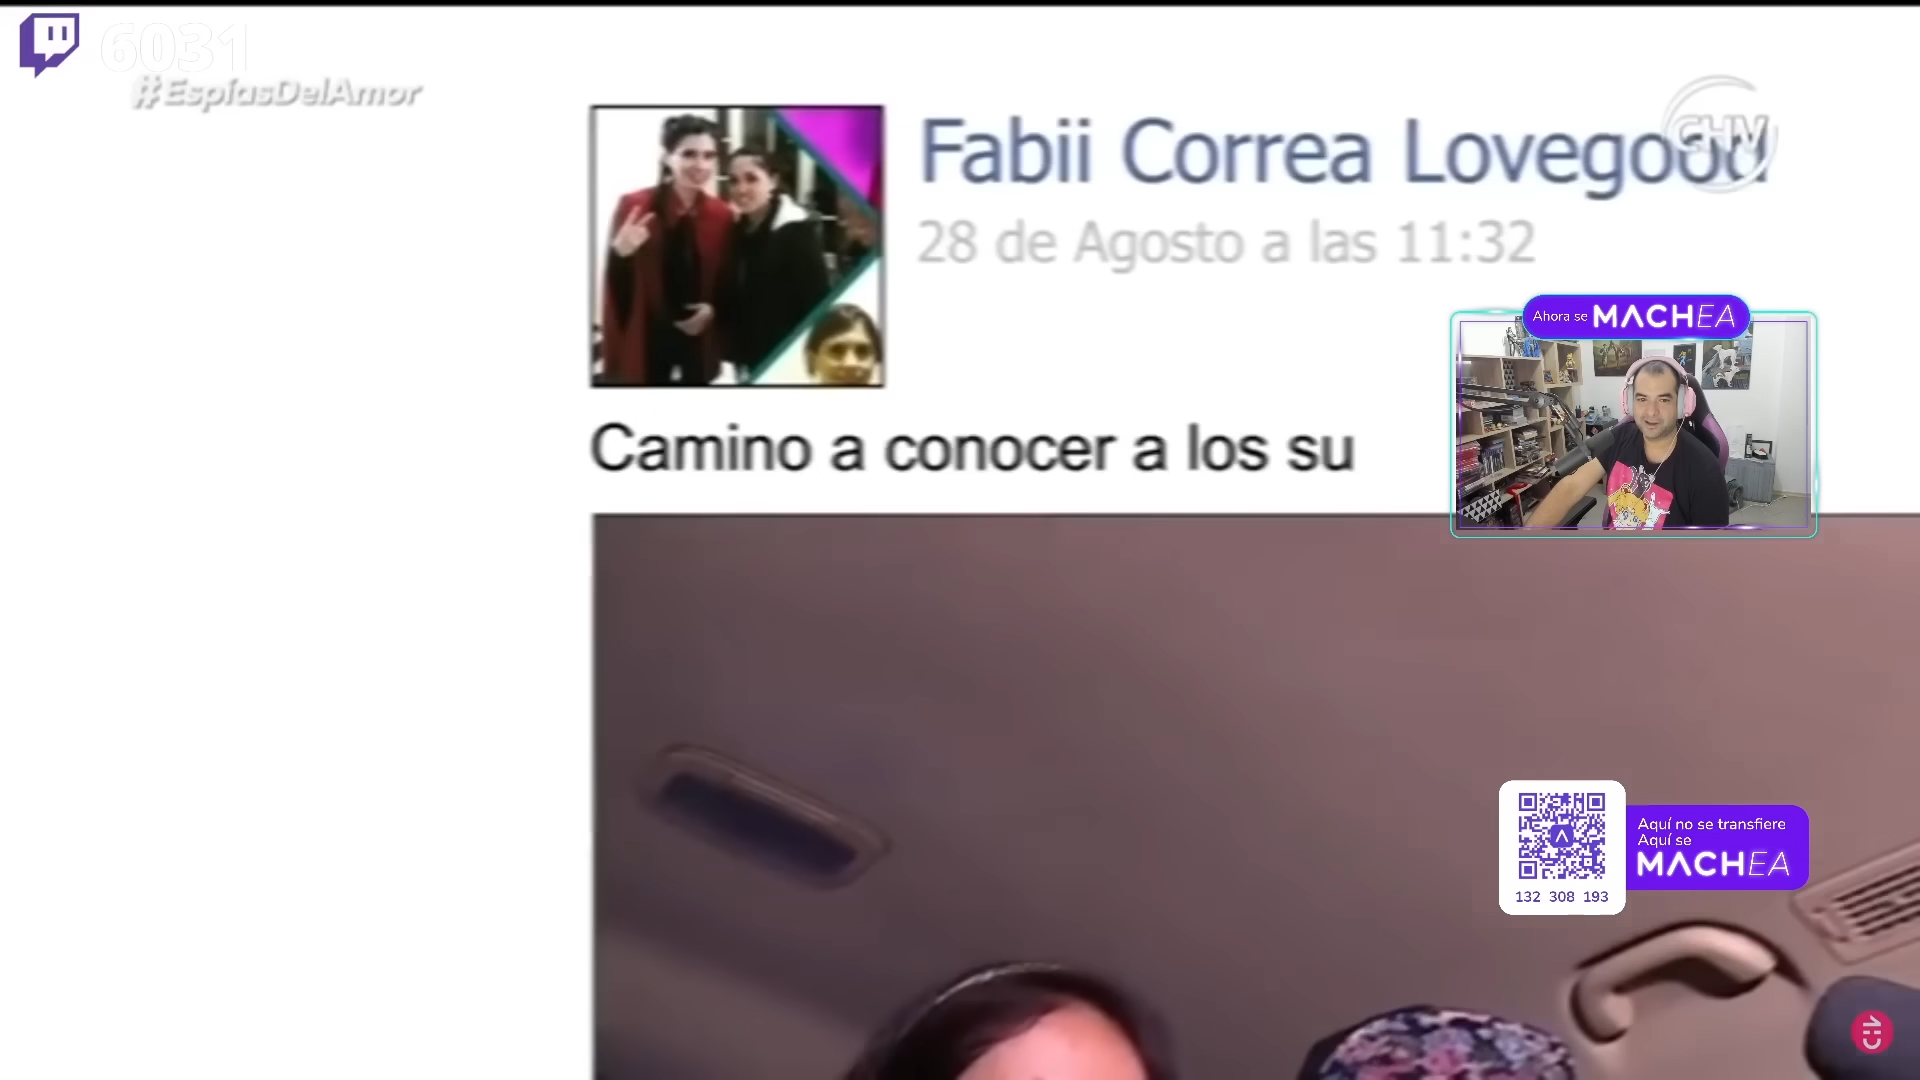 6031
#EspíasDelAmor
CHV
Fabii Correa Lovegood
28 de Agosto a las 11:32
Ahora se MACHEA
Camino a conocer a los su
Aquí no se transfiere
Aquí se
MACHEA
132 308 193